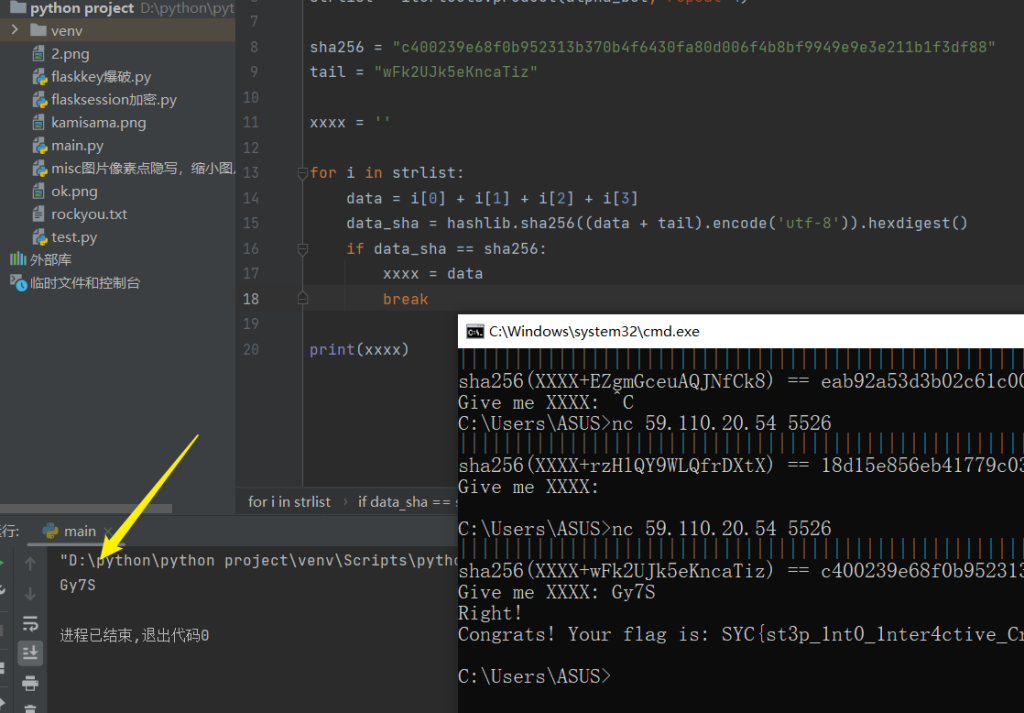 python project D:\python\pyt
venv
2.png
flaskkey爆破.py
flasksession加密.py
kamisama.png
main.py
misc图片像素点隐写，缩小图
ok.png
rockyou.txt
test.py
外部库
临时文件和控制台
7
8 sha256 = "c400239e68f0b952313b370b4f6430fa80d006f4b8bf9949e9e3e211b1f3df88"
9 tail = "wFk2UJk5eKncaTiz"
10
11 xxxx = ''
12
13 for i in strlist:
14 data = i[0] + i[1] + i[2] + i[3]
15 data_sha = hashlib.sha256((data + tail).encode('utf-8')).hexdigest()
16 if data_sha == sha256:
17 xxxx = data
18 break
19
20 print(xxxx)
for i in strlist › if data_sha ==
行: main
"D:\python\python project\venv\Scripts\pytho
Gy7S
进程已结束,退出代码0
C:\Windows\system32\cmd.exe
sha256(XXXX+EZgmGceuAQJNfCk8) == eab92a53d3b02c61c00
Give me XXXX: ^C
C:\Users\ASUS>nc 59.110.20.54 5526
sha256(XXXX+rzHlQY9WLQfrDXtX) == 18d15e856eb41779c03
Give me XXXX:
C:\Users\ASUS>nc 59.110.20.54 5526
sha256(XXXX+wFk2UJk5eKncaTiz) == c400239e68f0b952313
Give me XXXX: Gy7S
Right!
Congrats! Your flag is: SYC{st3p_1nt0_1nter4ctive_Cr
C:\Users\ASUS>